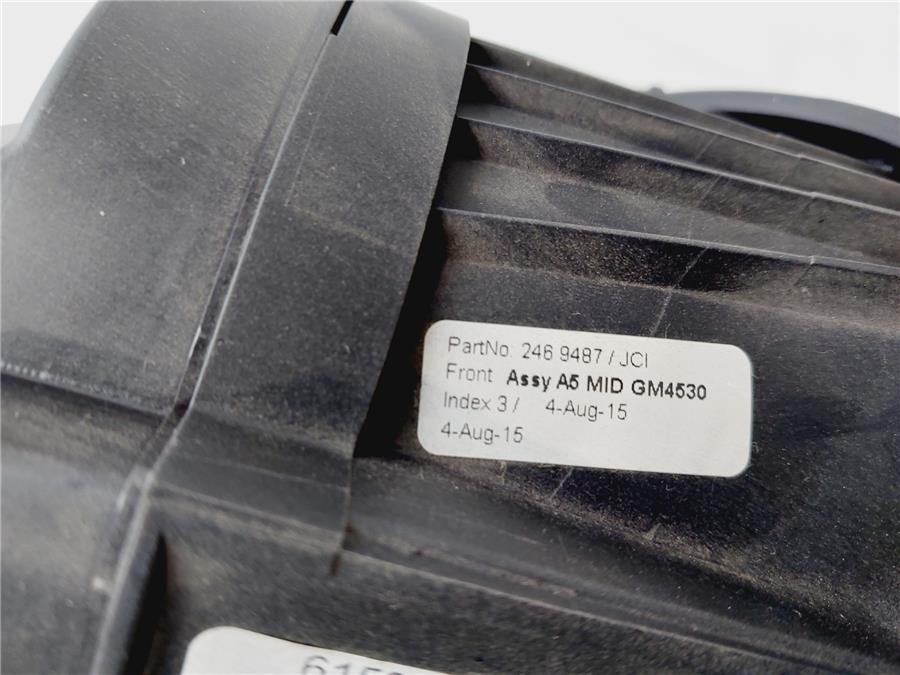 PartNo: 246 9487 / JCI
Front Assy A5 MID GM4530
Index 3 / 4-Aug-15
4-Aug-15